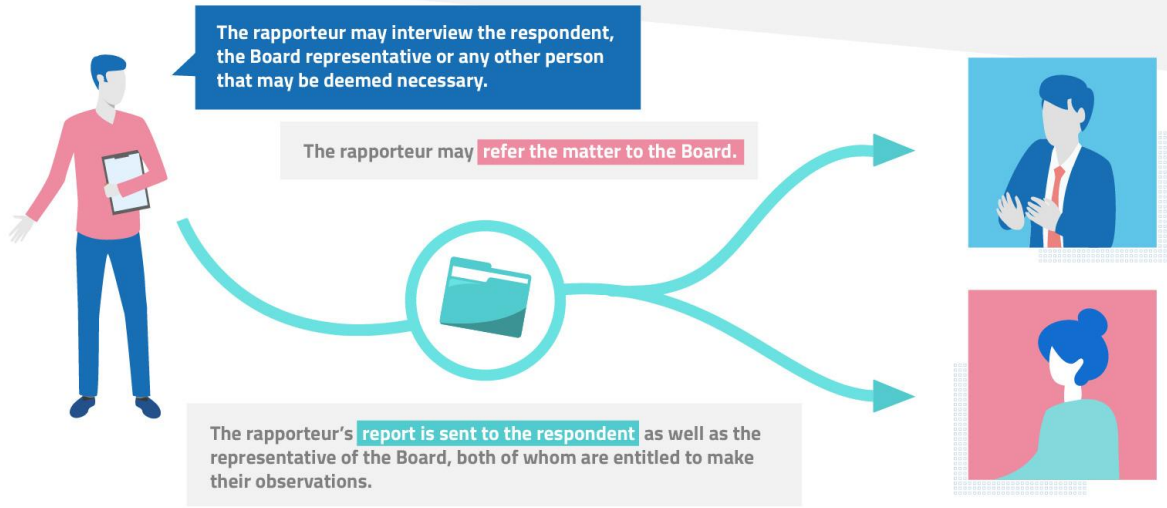 The rapporteur may interview the respondent,
the Board representative or any other person
that may be deemed necessary.
The rapporteur may refer the matter to the Board.
The rapporteur’s report is sent to the respondent as well as the
representative of the Board, both of whom are entitled to make
their observations.